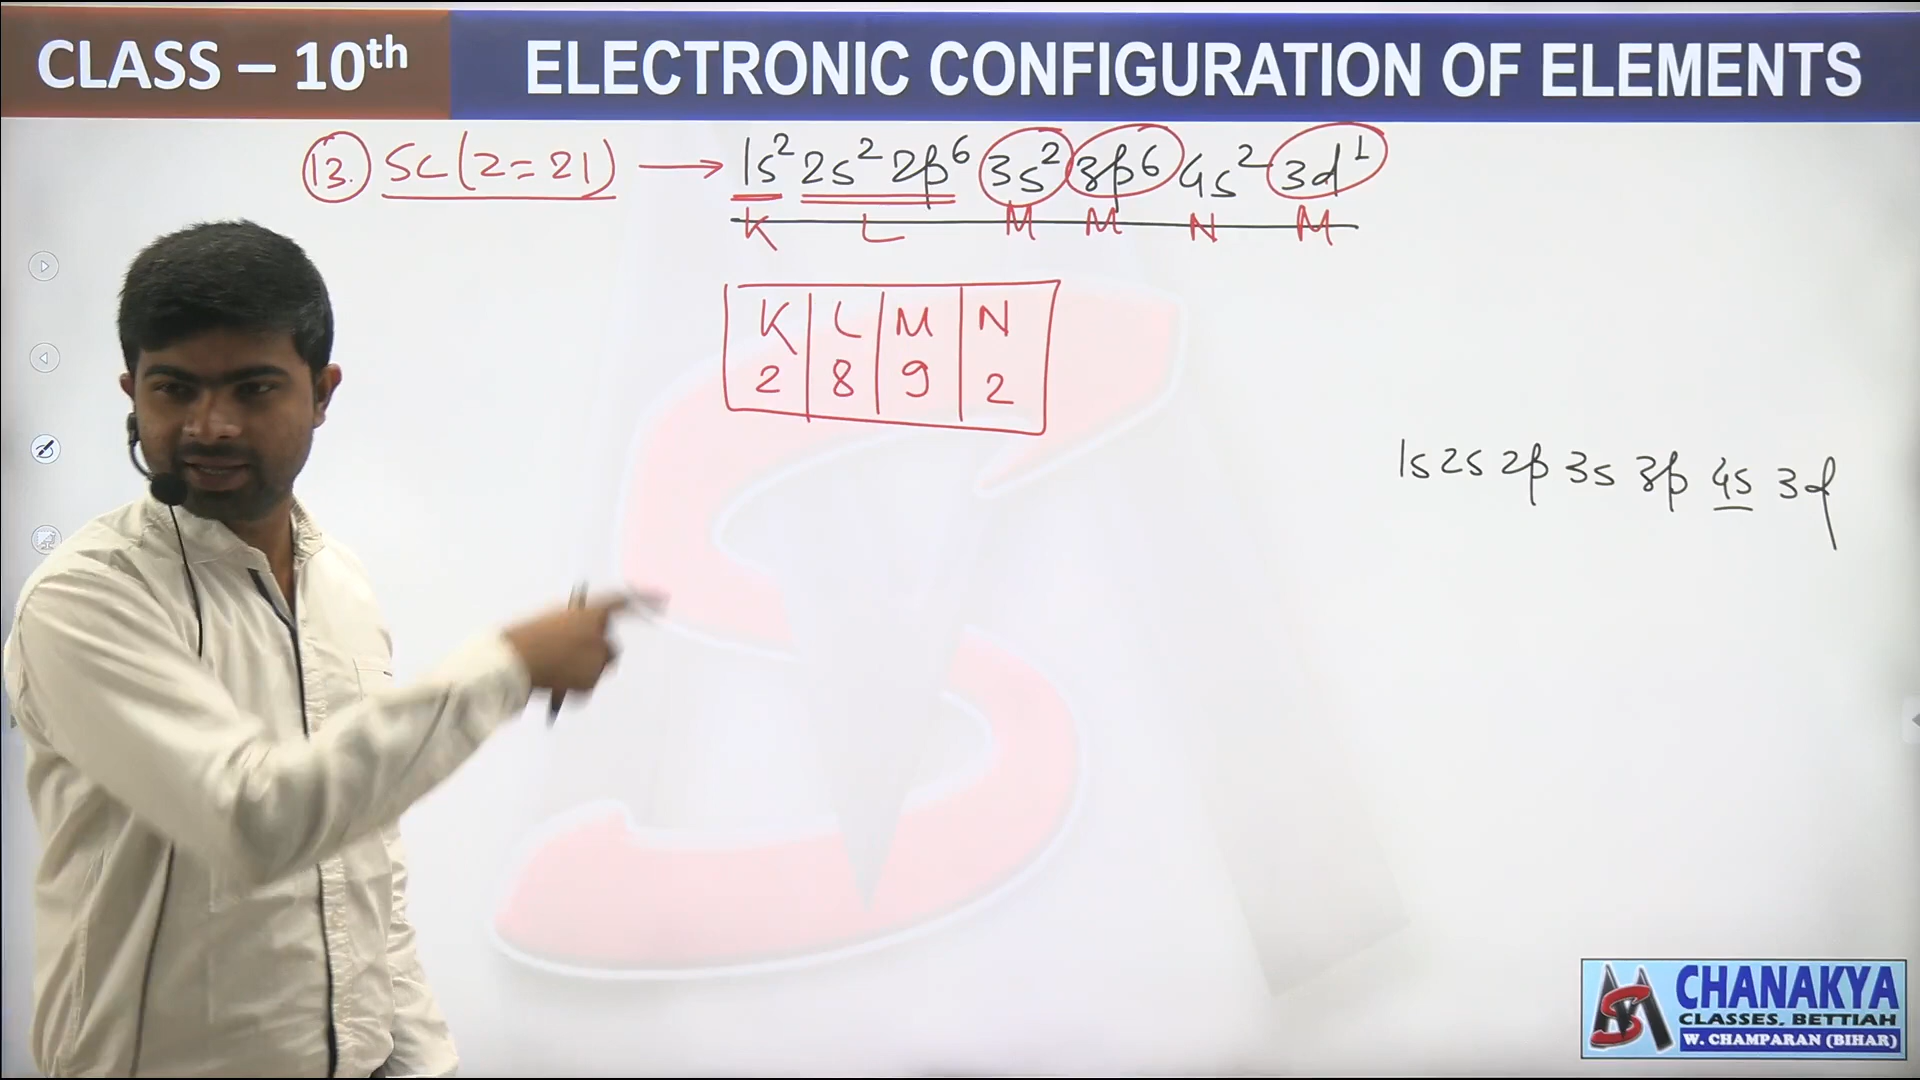 CLASS – 10th ELECTRONIC CONFIGURATION OF ELEMENTS
13. Sc (Z=21) → 1s² 2s² 2p⁶ 3s² 3p⁶ 4s² 3d¹
K L M M N M
K L M N
2 8 9 2
1s 2s 2p 3s 3p 4s 3d
CHANAKYA
CLASSES, BETTIAH
W. CHAMPARAN (BIHAR)